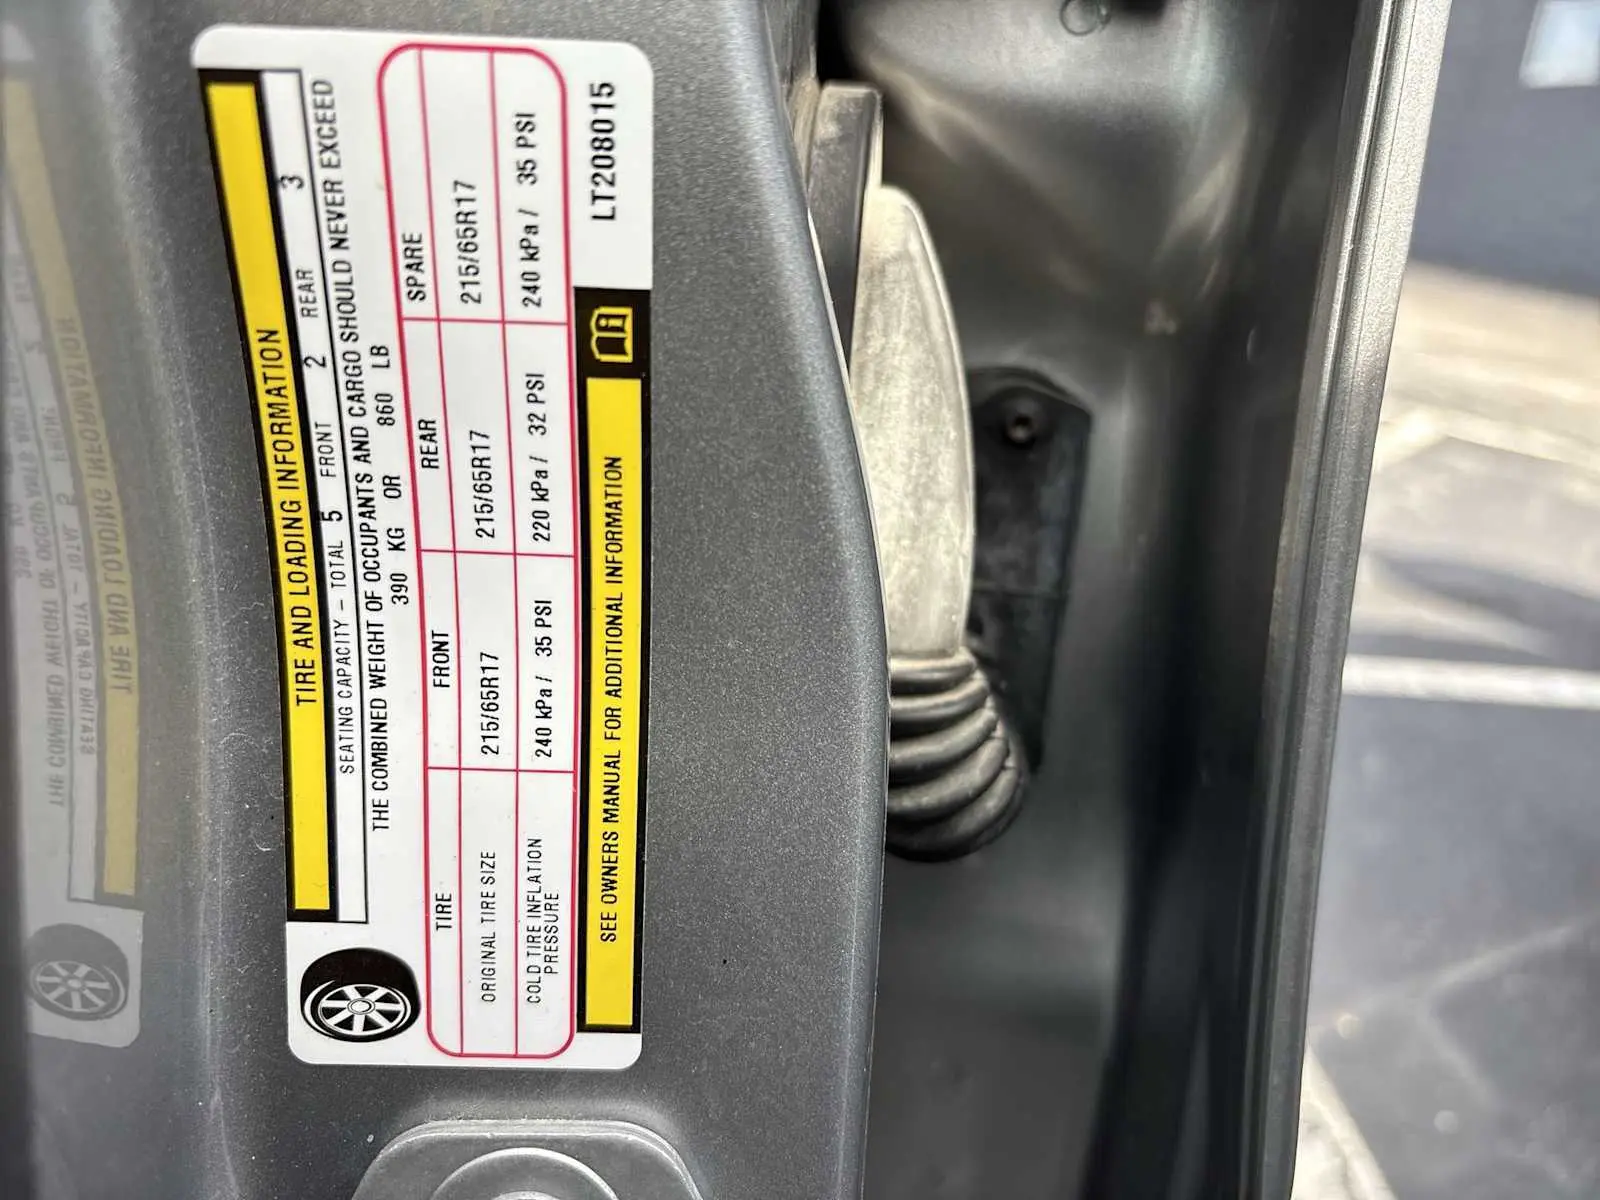 TIRE AND LOADING INFORMATION
SEATING CAPACITY – TOTAL 5 FRONT 2 REAR 3
THE COMBINED WEIGHT OF OCCUPANTS AND CARGO SHOULD NEVER EXCEED
390 KG OR 860 LB
TIRE FRONT REAR SPARE
ORIGINAL TIRE SIZE 215/65R17 215/65R17 215/65R17
COLD TIRE INFLATION
PRESSURE 240 kPa / 35 PSI 220 kPa / 32 PSI 240 kPa / 35 PSI
SEE OWNERS MANUAL FOR ADDITIONAL INFORMATION
LT208015